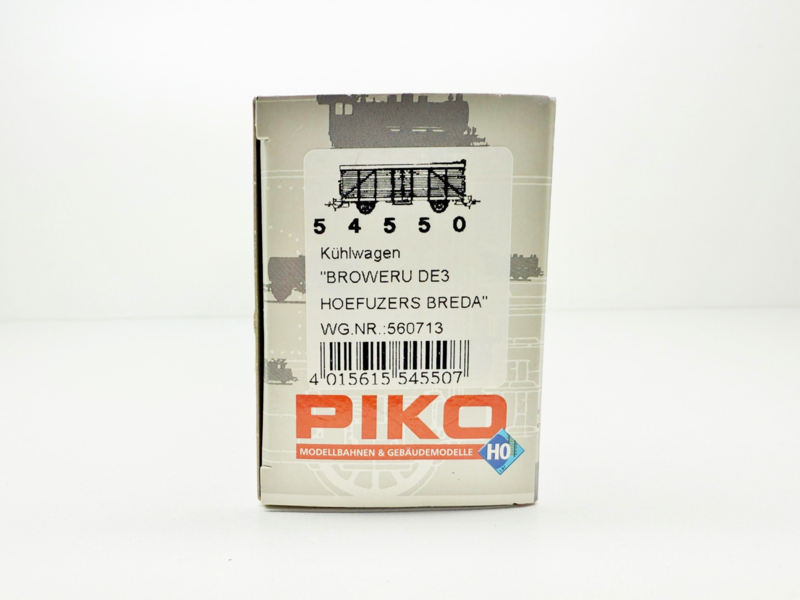 5 4 5 5 0
Kühlwagen
"BROWERU DE3
HOEFUZERS BREDA"
WG.NR.:560713
4 015615 545507
PIKO
MODELLBAHNEN & GEBÄUDEMODELLE
HO